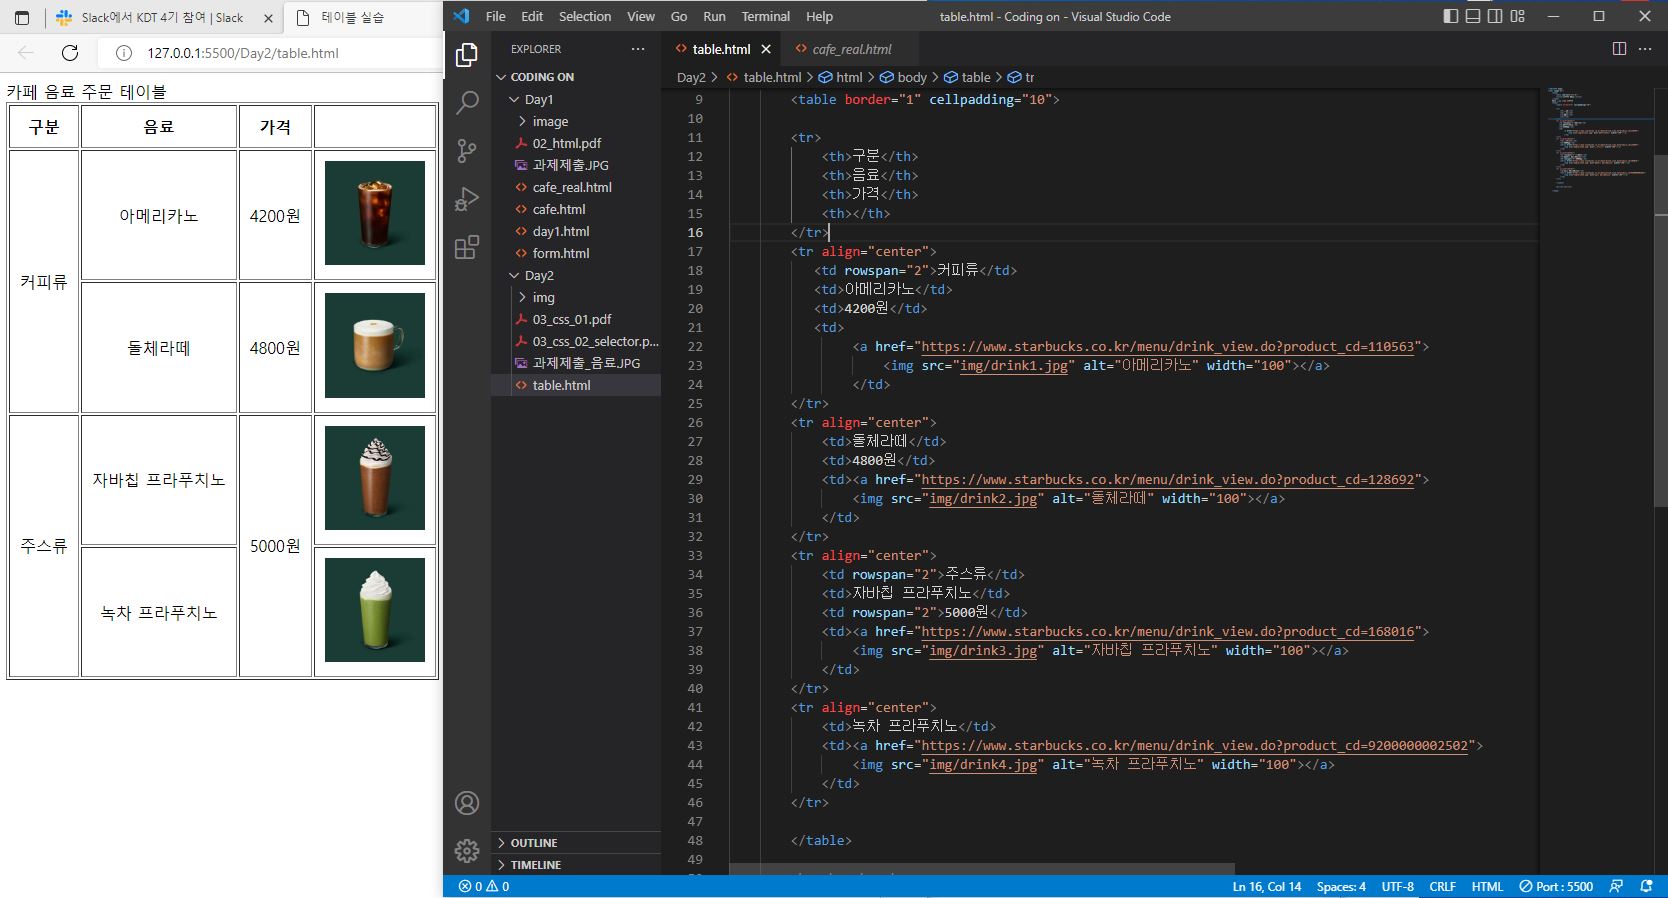 Slack에서 KDT 4기 참여 | Slack
테이블 실습
127.0.0.1:5500/Day2/table.html
카페 음료 주문 테이블
구분 음료 가격
커피류 아메리카노 4200원
돌체라떼 4800원
주스류 자바칩 프라푸치노 5000원
녹차 프라푸치노
File Edit Selection View Go Run Terminal Help
table.html - Coding on - Visual Studio Code
EXPLORER
CODING ON
Day1
image
02_html.pdf
과제제출.JPG
cafe_real.html
cafe.html
day1.html
form.html
Day2
img
03_css_01.pdf
03_css_02_selector.p...
과제제출_음료.JPG
table.html
OUTLINE
TIMELINE
table.html
cafe_real.html
Day2 > table.html > html > body > table > tr
9 <table border="1" cellpadding="10">
10
11 <tr>
12 <th>구분</th>
13 <th>음료</th>
14 <th>가격</th>
15 <th></th>
16 </tr>
17 <tr align="center">
18 <td rowspan="2">커피류</td>
19 <td>아메리카노</td>
20 <td>4200원</td>
21 <td>
22 <a href="https://www.starbucks.co.kr/menu/drink_view.do?product_cd=110563">
23 <img src="img/drink1.jpg" alt="아메리카노" width="100"></a>
24 </td>
25 </tr>
26 <tr align="center">
27 <td>돌체라떼</td>
28 <td>4800원</td>
29 <td><a href="https://www.starbucks.co.kr/menu/drink_view.do?product_cd=128692">
30 <img src="img/drink2.jpg" alt="돌체라떼" width="100"></a>
31 </td>
32 </tr>
33 <tr align="center">
34 <td rowspan="2">주스류</td>
35 <td>자바칩 프라푸치노</td>
36 <td rowspan="2">5000원</td>
37 <td><a href="https://www.starbucks.co.kr/menu/drink_view.do?product_cd=168016">
38 <img src="img/drink3.jpg" alt="자바칩 프라푸치노" width="100"></a>
39 </td>
40 </tr>
41 <tr align="center">
42 <td>녹차 프라푸치노</td>
43 <td><a href="https://www.starbucks.co.kr/menu/drink_view.do?product_cd=9200000002502">
44 <img src="img/drink4.jpg" alt="녹차 프라푸치노" width="100"></a>
45 </td>
46 </tr>
47
48 </table>
49
0 0
Ln 16, Col 14 Spaces: 4 UTF-8 CRLF HTML Port : 5500